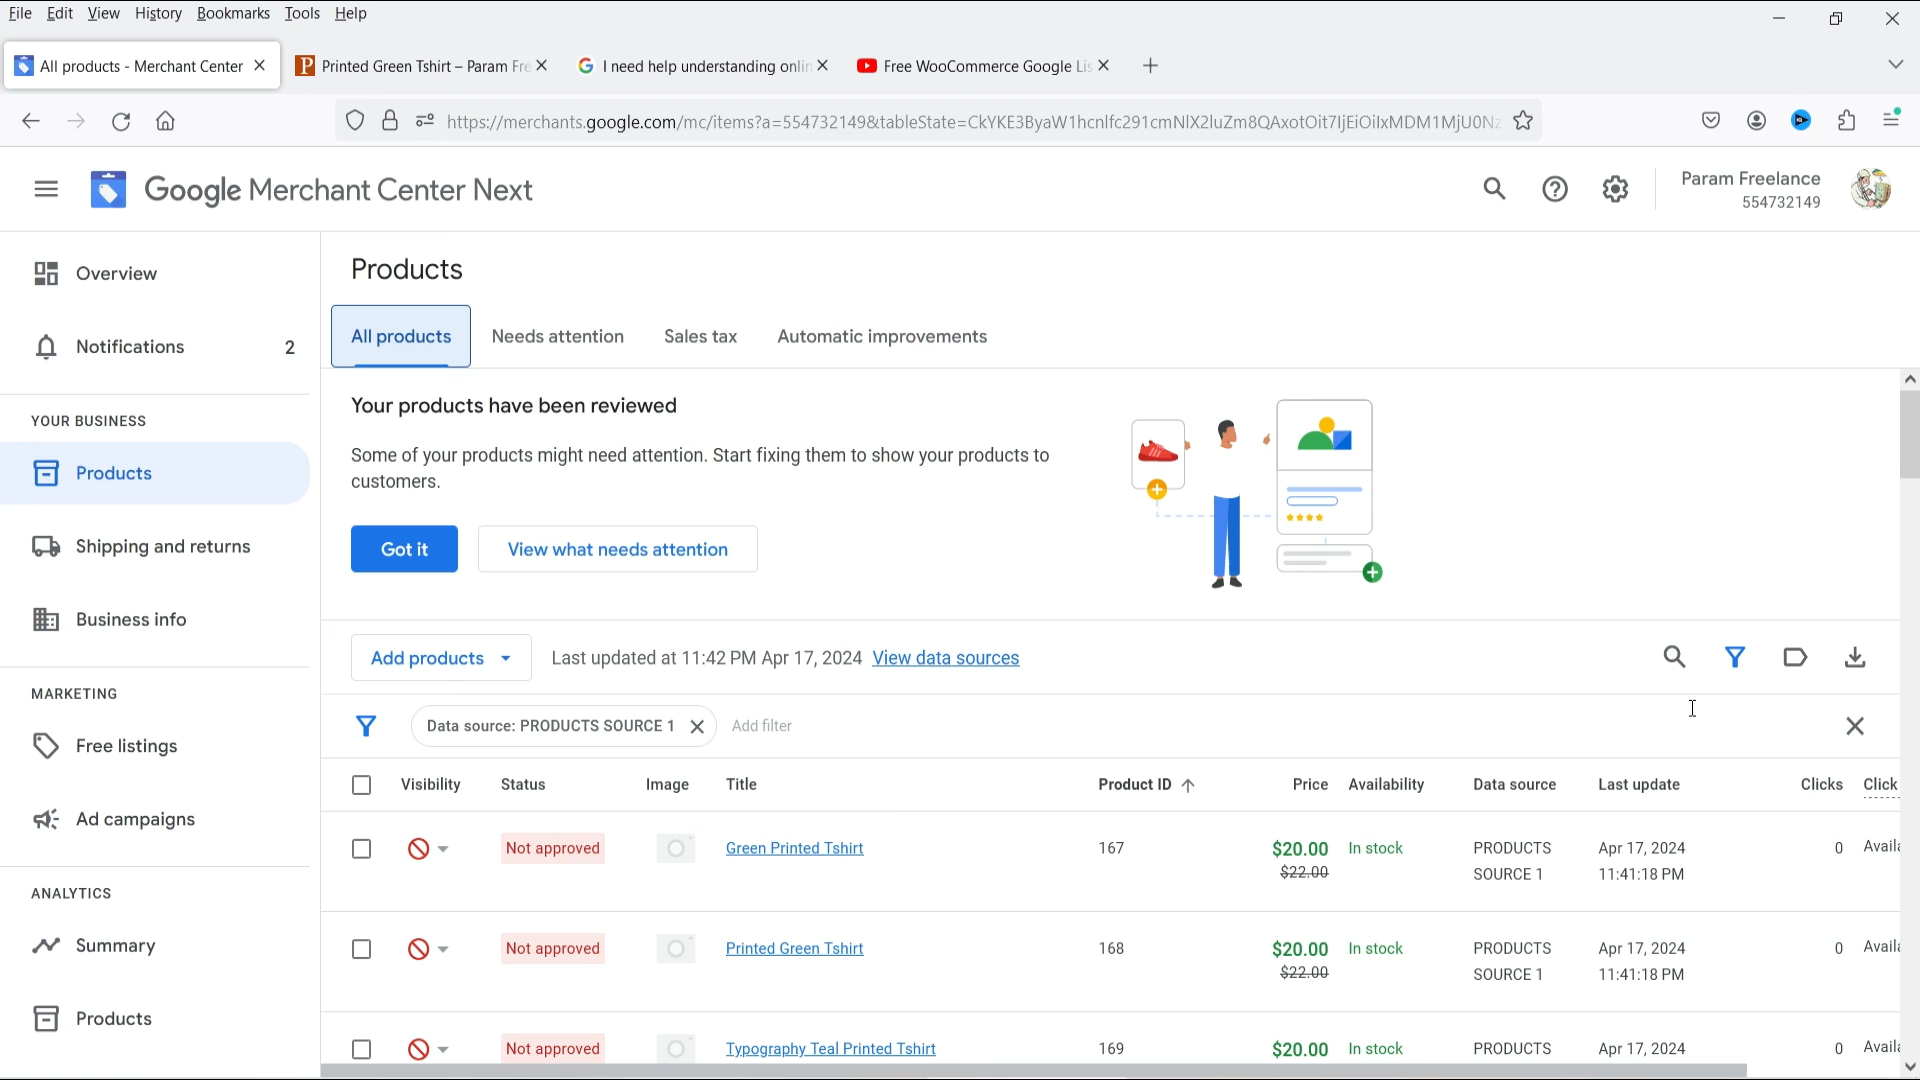 File Edit View History Bookmarks Tools Help
All products - Merchant Center
Printed Green Tshirt – Param Fre
I need help understanding onlin
Free WooCommerce Google Lis
https://merchants.google.com/mc/items?a=554732149&tableState=CkYKE3ByaW1hcnlfc291cmNlX2luZm8QAxotOit7IjEiOiIxMDM1MjU0Nz
Google Merchant Center Next
Param Freelance
554732149
Overview
Notifications 2
YOUR BUSINESS
Products
Shipping and returns
Business info
MARKETING
Free listings
Ad campaigns
ANALYTICS
Summary
Products
Products
All products Needs attention Sales tax Automatic improvements
Your products have been reviewed
Some of your products might need attention. Start fixing them to show your products to
customers.
Got it View what needs attention
Add products Last updated at 11:42 PM Apr 17, 2024 View data sources
Data source: PRODUCTS SOURCE 1 Add filter
Visibility Status Image Title Product ID Price Availability Data source Last update Clicks Click
Not approved Green Printed Tshirt 167 $20.00 In stock PRODUCTS Apr 17, 2024 0 Availa
$22.00 SOURCE 1 11:41:18 PM
Not approved Printed Green Tshirt 168 $20.00 In stock PRODUCTS Apr 17, 2024 0 Availa
$22.00 SOURCE 1 11:41:18 PM
Not approved Typography Teal Printed Tshirt 169 $20.00 In stock PRODUCTS Apr 17, 2024 0 Availa